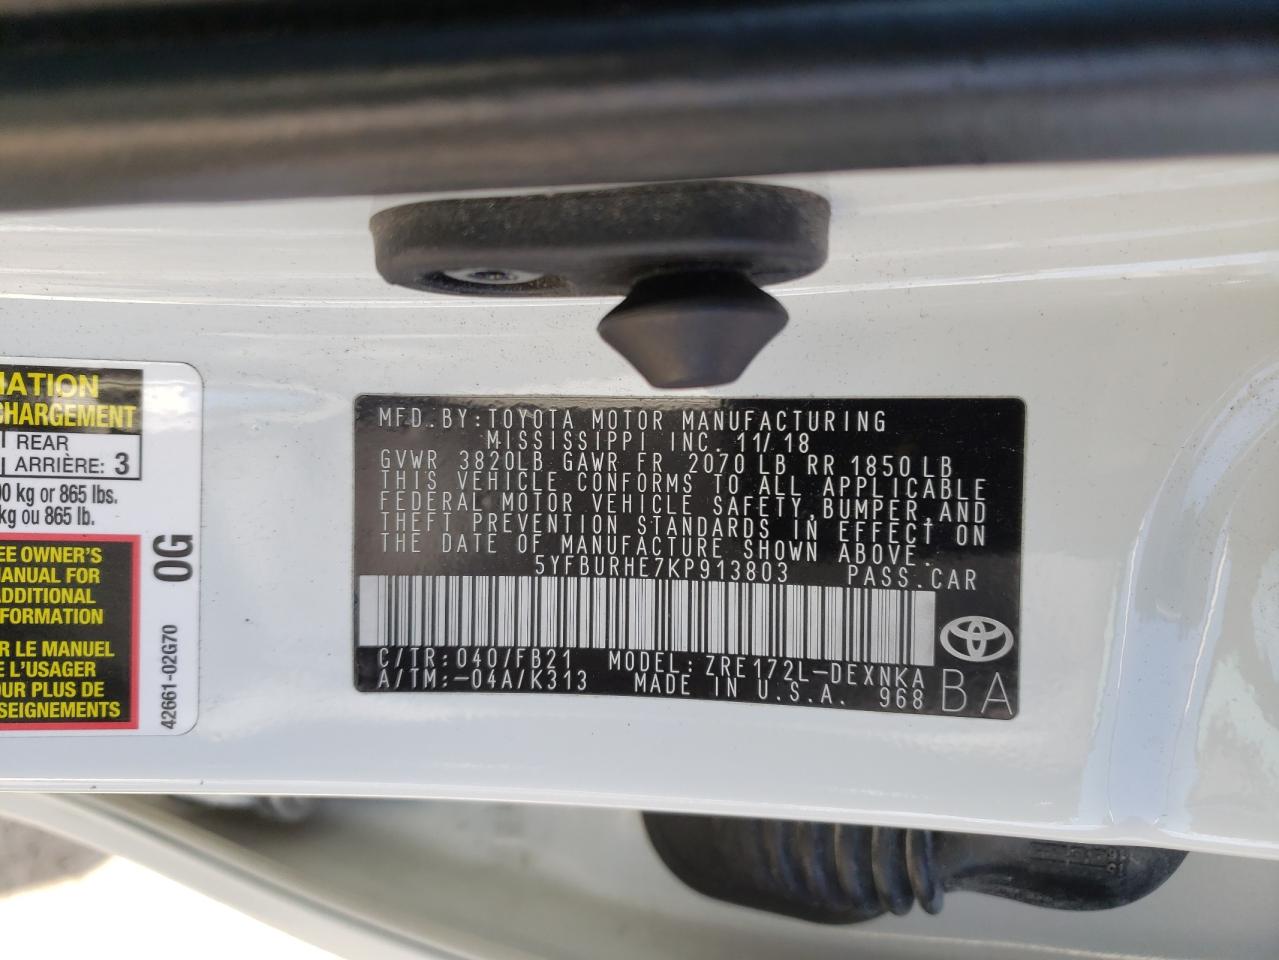 MATION
CHARGEMENT
REAR
ARRIÈRE: 3
kg or 865 lbs.
kg ou 865 lb.
OWNER'S
MANUAL FOR
ADDITIONAL
LE MANUEL
L'USAGER
POUR PLUS DE
0G
42661-02G70
MFD.BY:TOYOTA MOTOR MANUFACTURING
MISSISSIPPI INC. 11/18
GVWR 3820LB GAWR FR 2070 LB RR 1850 LB
THIS VEHICLE CONFORMS TO ALL APPLICABLE
FEDERAL MOTOR VEHICLE SAFETY,BUMPER,AND
THEFT PREVENTION STANDARDS IN EFFECT ON
THE DATE OF MANUFACTURE SHOWN ABOVE.
5YFBURHE7KP913803 PASS.CAR
C/TR:040/FB21 MODEL:ZRE172L-DEXNKA
A/TM:-04A/K313 MADE IN U.S.A. 968
BA